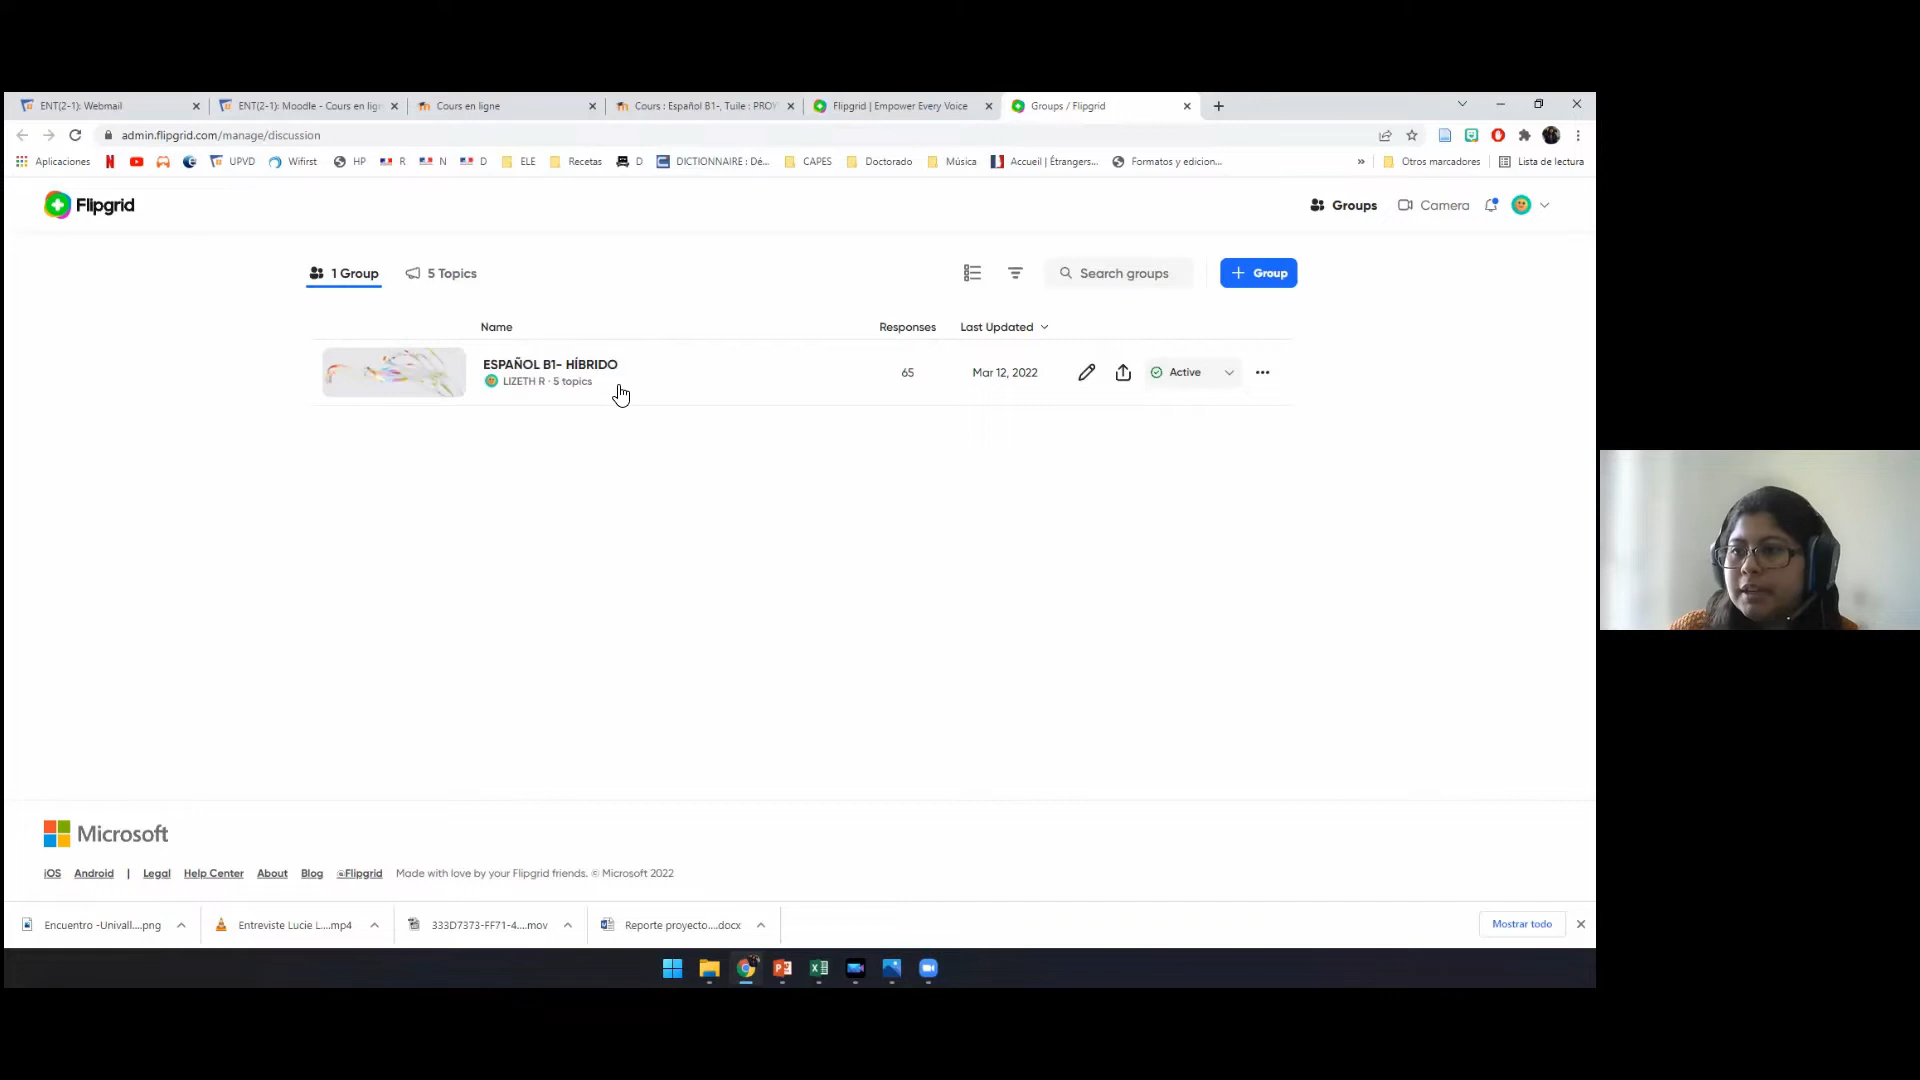 ENT(2-1): Webmail
ENT(2-1): Moodle - Cours en lign
Cours en ligne
Cours : Español B1-, Tuile : PROY
Flipgrid | Empower Every Voice
Groups / Flipgrid
admin.flipgrid.com/manage/discussion
Aplicaciones
UPVD
Wifirst
HP
R
N
D
ELE
Recetas
D
DICTIONNAIRE : Dé...
CAPES
Doctorado
Música
Accueil | Étrangers...
Formatos y edicion...
»
Otros marcadores
Lista de lectura
Flipgrid
Groups
Camera
1 Group
5 Topics
Search groups
+ Group
Name
Responses
Last Updated
ESPAÑOL B1- HÍBRIDO
LIZETH R · 5 topics
65
Mar 12, 2022
Active
Microsoft
iOS
Android
|
Legal
Help Center
About
Blog
@Flipgrid
Made with love by your Flipgrid friends. © Microsoft 2022
Encuentro -Univall....png
Entreviste Lucie L....mp4
333D7373-FF71-4....mov
Reporte proyecto....docx
Mostrar todo